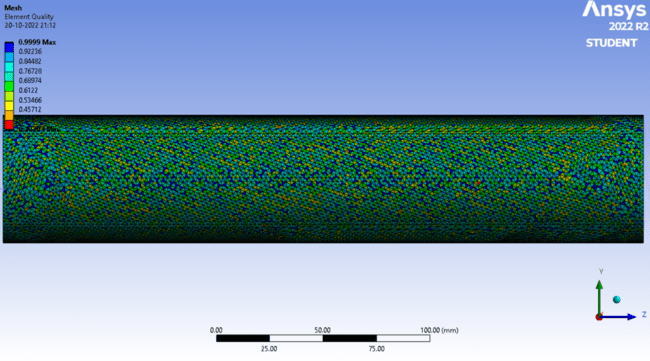 Mesh
Element Quality
20-10-2022 21:12
0.9999 Max
0.92236
0.84482
0.76728
0.68974
0.6122
0.53466
0.45712
Ansys
2022 R2
STUDENT
Y
Z
0.00
50.00
100.00 (mm)
25.00
75.00